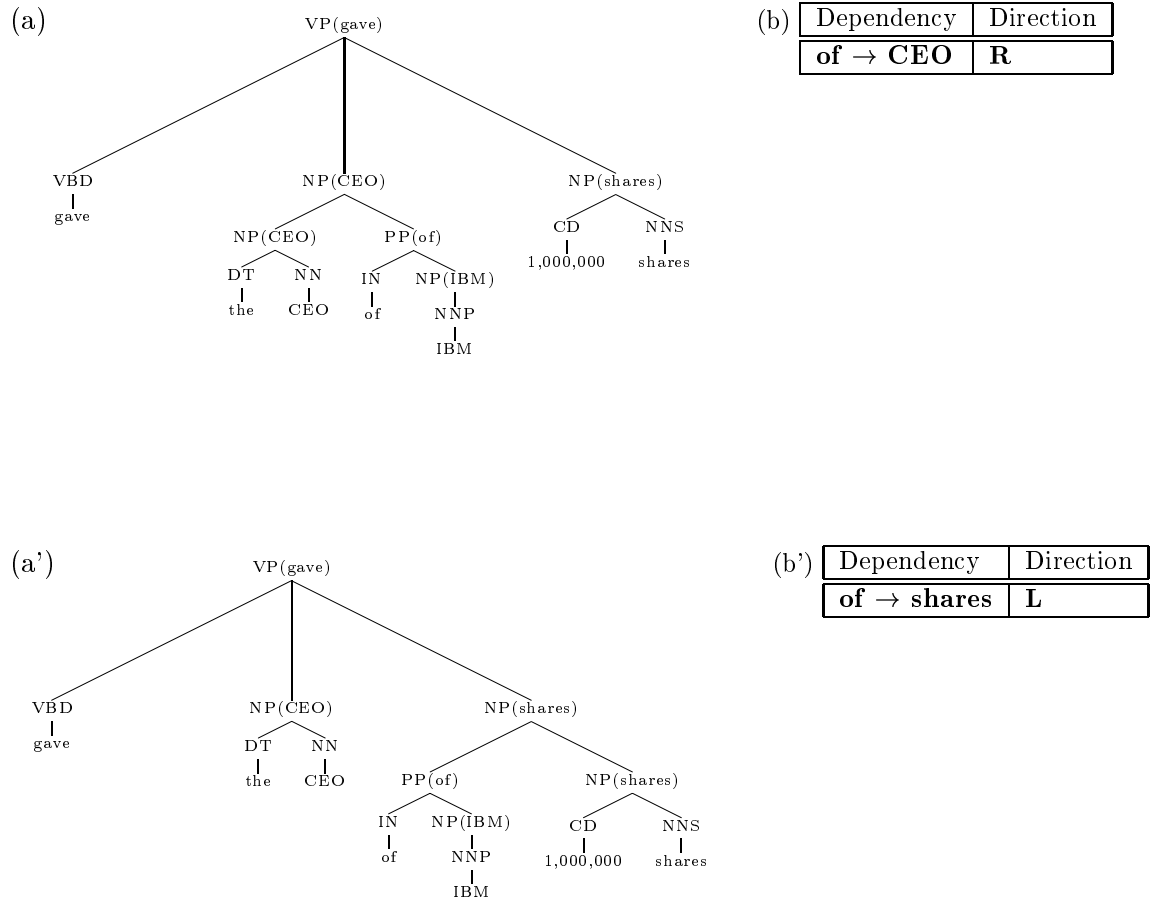 (a)
VP(gave)
(b)
Dependency Direction
of → CEO R
VBD NP(CEO) NP(shares)
gave
NP(CEO) PP(of) CD NNS
1,000,000 shares
DT NN IN NP(IBM)
the CEO of NNP
IBM
(a')
VP(gave)
(b')
Dependency Direction
of → shares L
VBD NP(CEO) NP(shares)
gave DT NN
the CEO PP(of) NP(shares)
IN NP(IBM) CD NNS
of NNP 1,000,000 shares
IBM